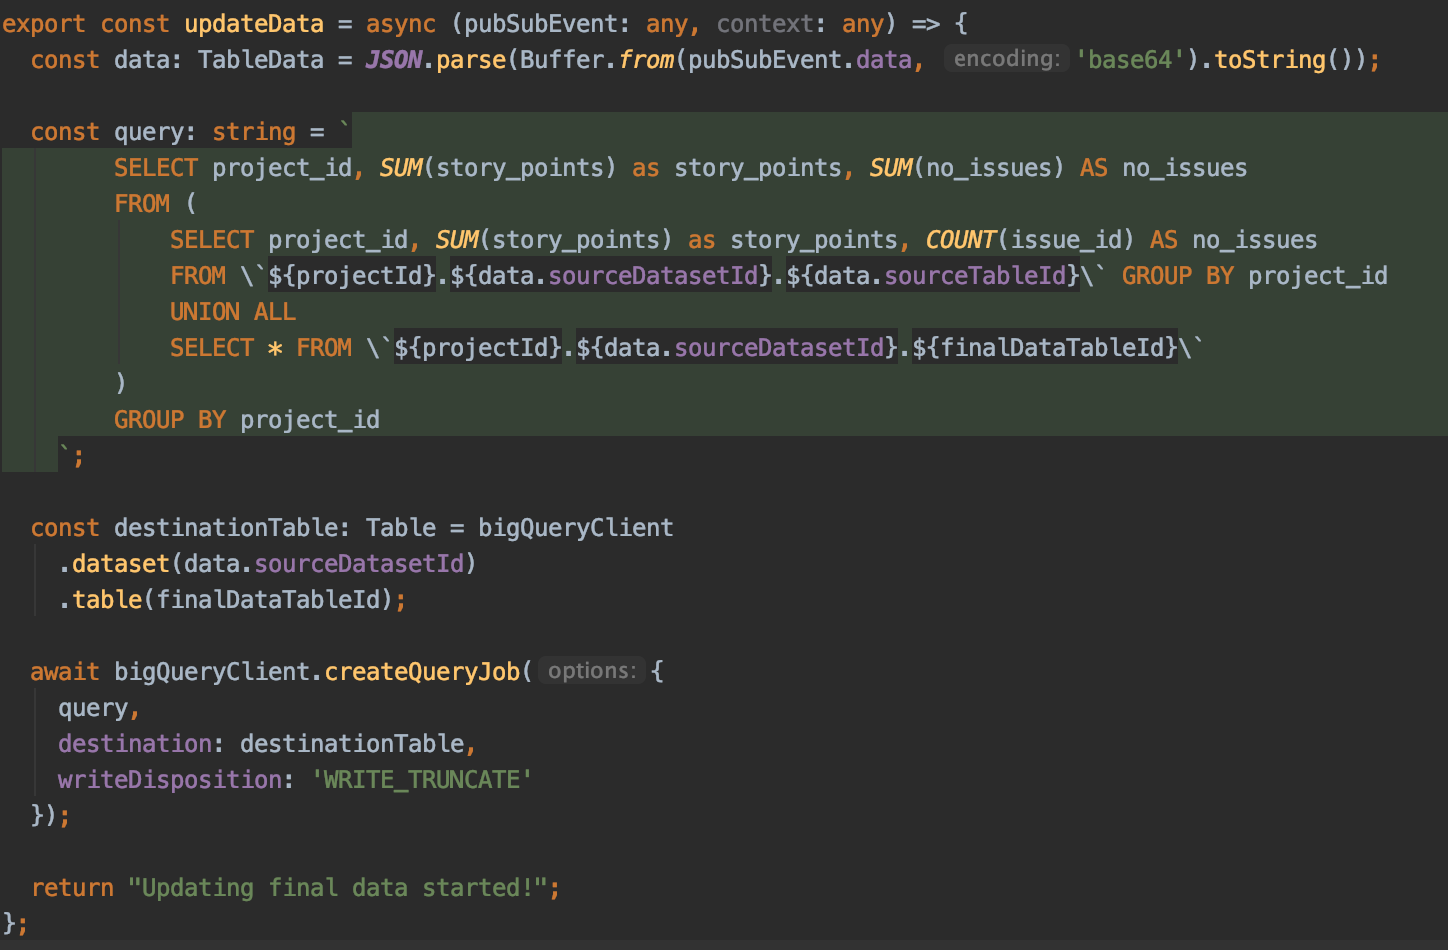 export const updateData = async (pubSubEvent: any, context: any) => {
  const data: TableData = JSON.parse(Buffer.from(pubSubEvent.data, encoding: 'base64').toString());
  const query: string = `
        SELECT project_id, SUM(story_points) as story_points, SUM(no_issues) AS no_issues
        FROM (
            SELECT project_id, SUM(story_points) as story_points, COUNT(issue_id) AS no_issues
            FROM \`${projectId}.${data.sourceDatasetId}.${data.sourceTableId}\` GROUP BY project_id
            UNION ALL
            SELECT * FROM \`${projectId}.${data.sourceDatasetId}.${finalDataTableId}\`
        )
        GROUP BY project_id
    `;
  const destinationTable: Table = bigQueryClient
    .dataset(data.sourceDatasetId)
    .table(finalDataTableId);
  await bigQueryClient.createQueryJob( options: {
    query,
    destination: destinationTable,
    writeDisposition: 'WRITE_TRUNCATE'
  });
  return "Updating final data started!";
};